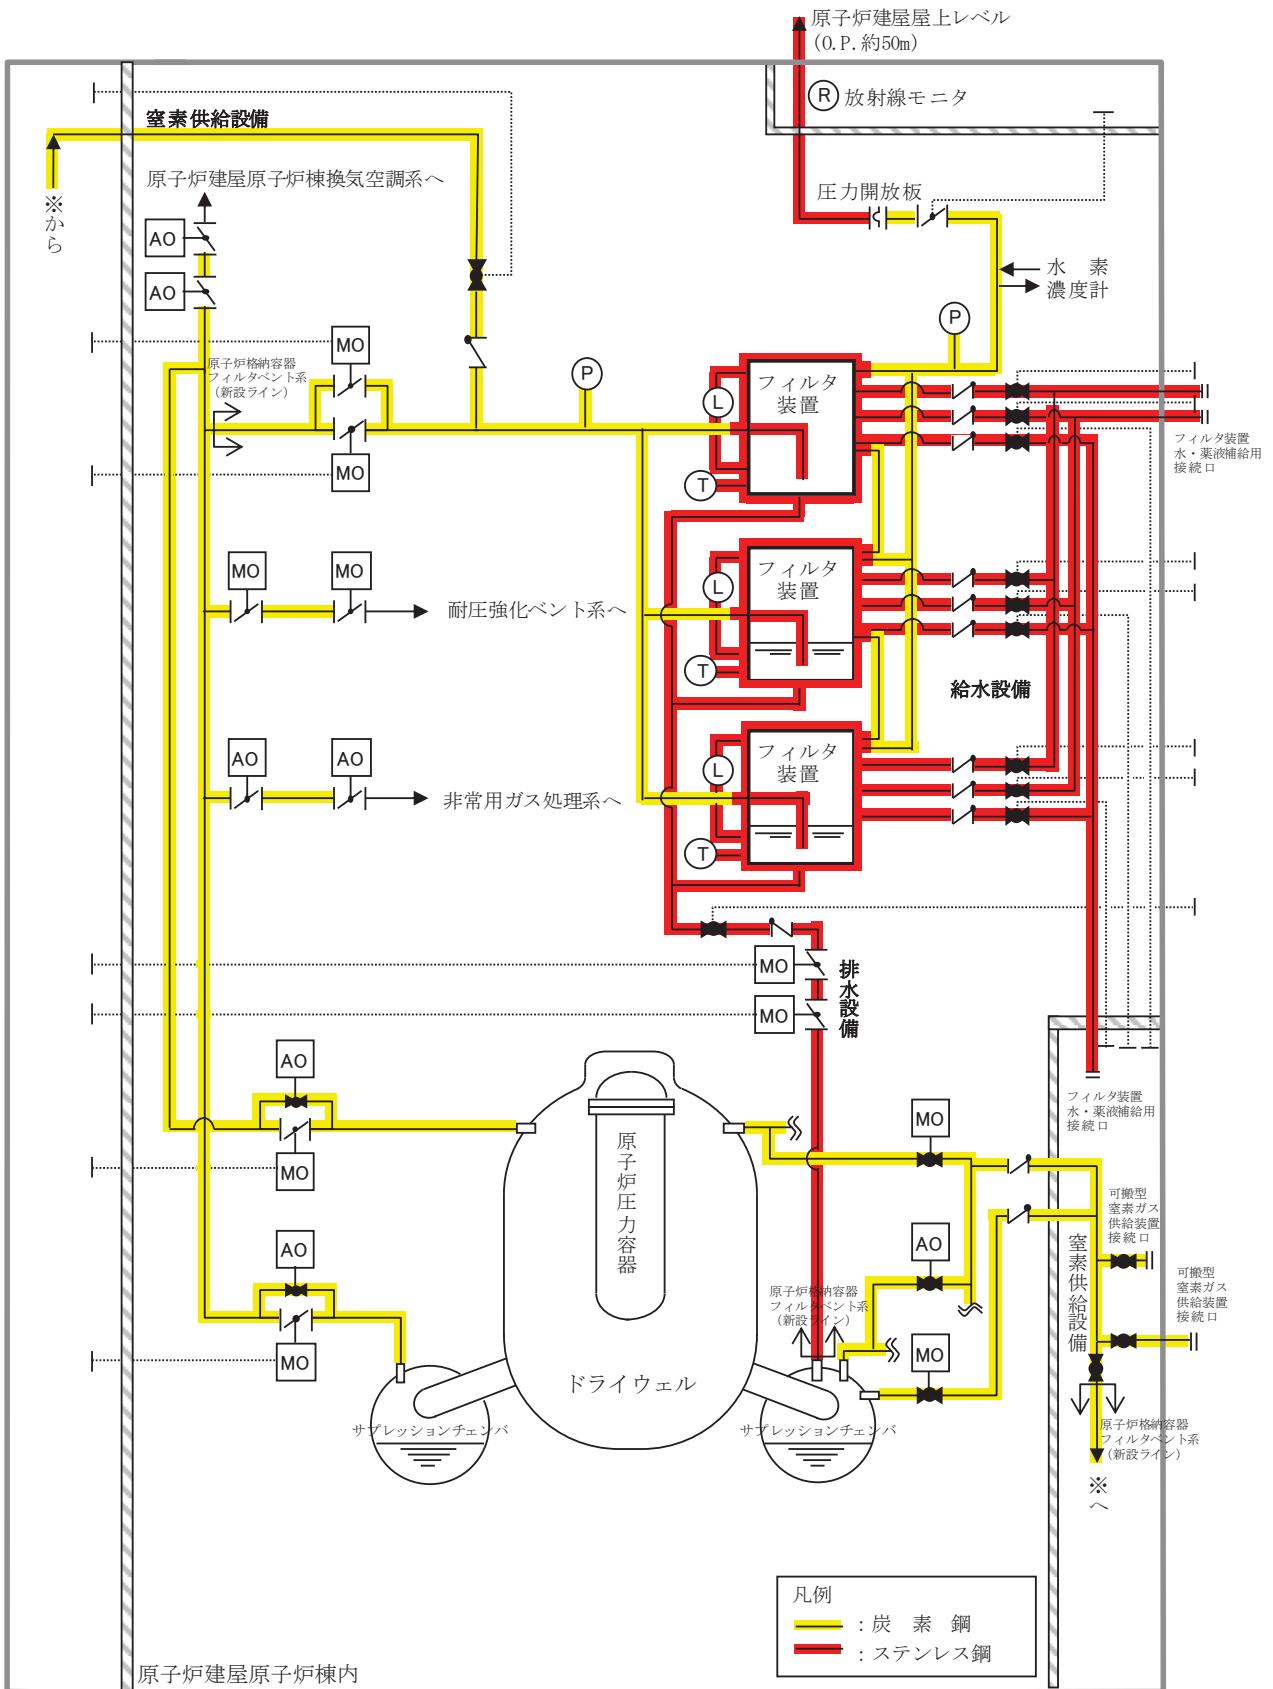 原子炉建屋屋上レベル
(O.P.約50m)
R 放射線モニタ
窒素供給設備
原子炉建屋原子炉棟換気空調系へ
※から
圧力開放板
AO
AO
水　素
濃度計
P
MO
原子炉格納容器
フィルタベント系
(新設ライン)
P
MO
フィルタ
装置
L
T
フィルタ装置
水・薬液補給用
接続口
MO
MO
耐圧強化ベント系へ
フィルタ
装置
L
T
給水設備
AO
AO
非常用ガス処理系へ
フィルタ
装置
L
T
MO
MO
排水設備
AO
MO
原子炉圧力容器
フィルタ装置
水・薬液補給用
接続口
MO
可搬型
窒素ガス
供給装置
接続口
AO
MO
AO
窒素供給設備
可搬型
窒素ガス
供給装置
接続口
原子炉格納容器
フィルタベント系
(新設ライン)
MO
ドライウェル
サプレッションチェンバ
サプレッションチェンバ
原子炉格納容器
フィルタベント系
(新設ライン)
※へ
凡例
：炭　素　鋼
：ステンレス鋼
原子炉建屋原子炉棟内